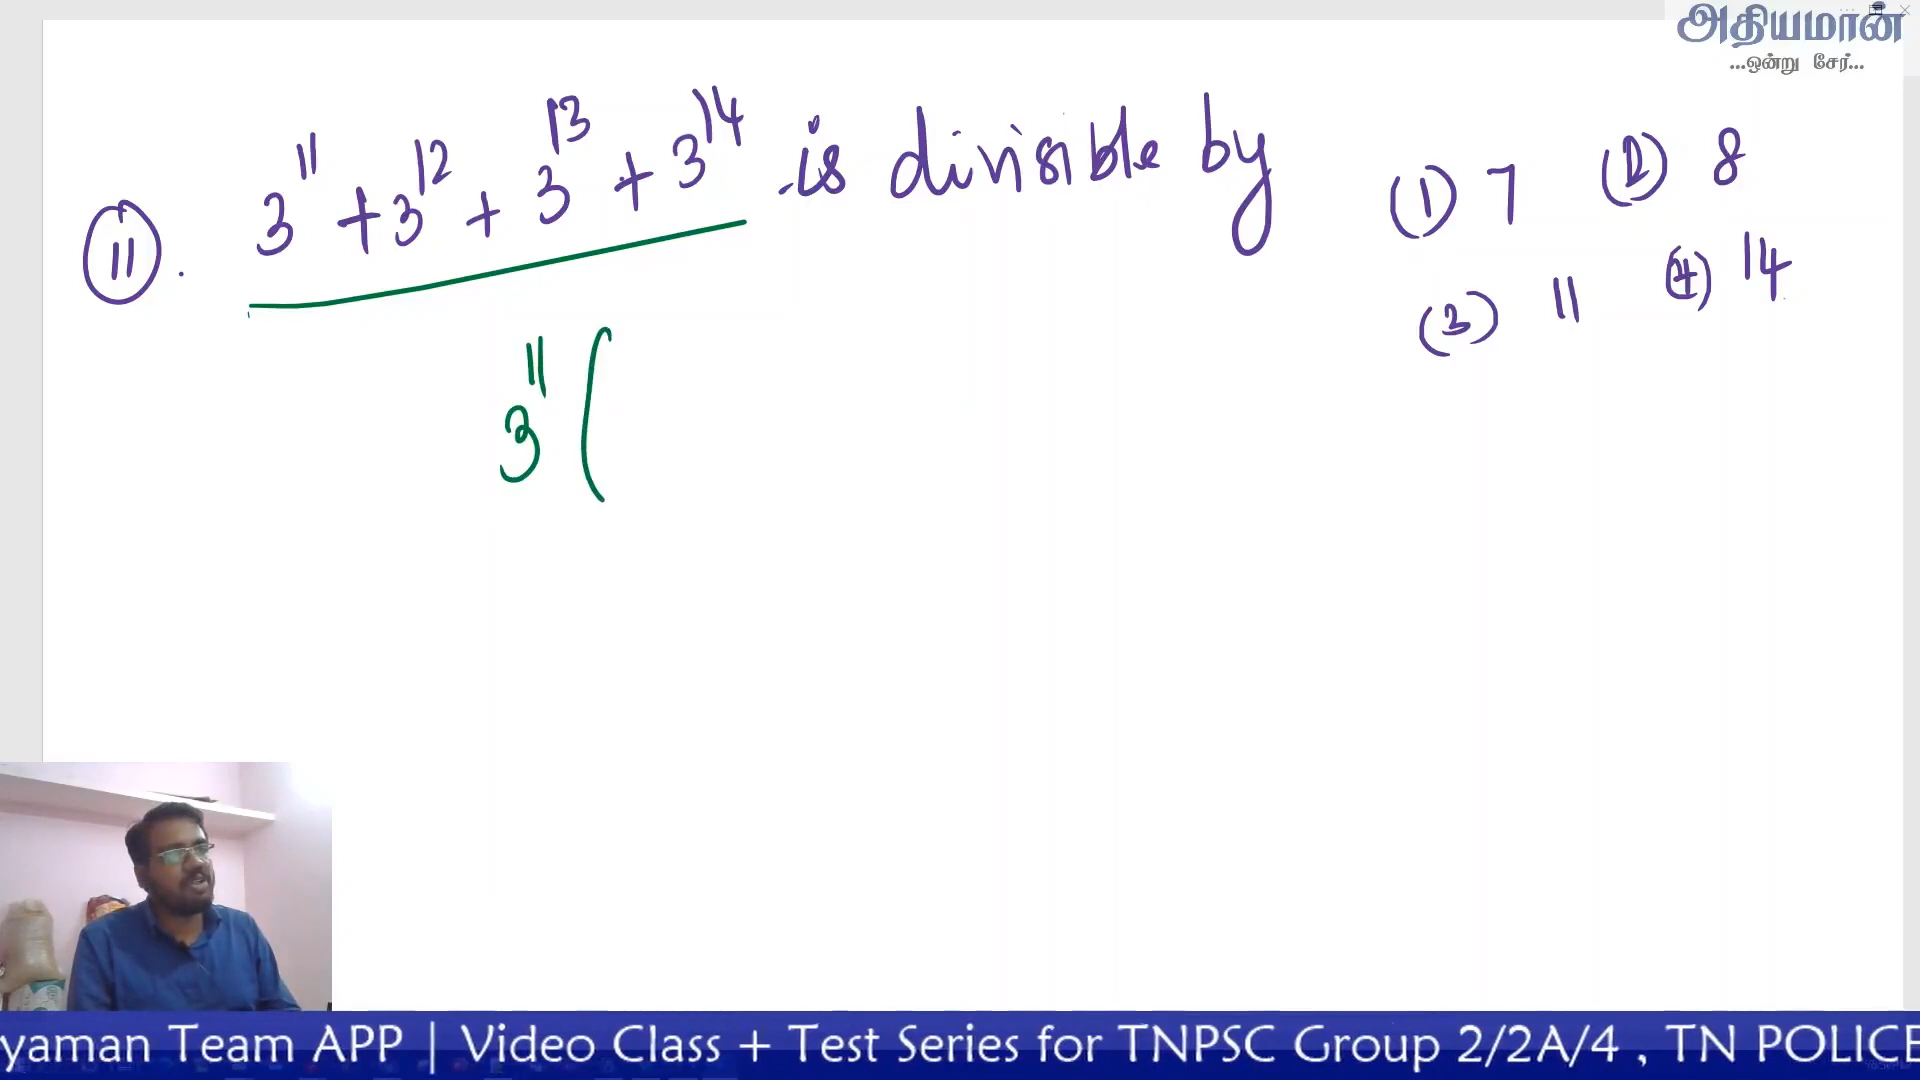 அதியமான்
...ஒன்று சேர்...
(11). 3^11 + 3^12 + 3^13 + 3^14 is divisible by (1) 7 (2) 8
(3) 11 (4) 14
3^11 (
yaman Team APP | Video Class + Test Series for TNPSC Group 2/2A/4 , TN POLICE